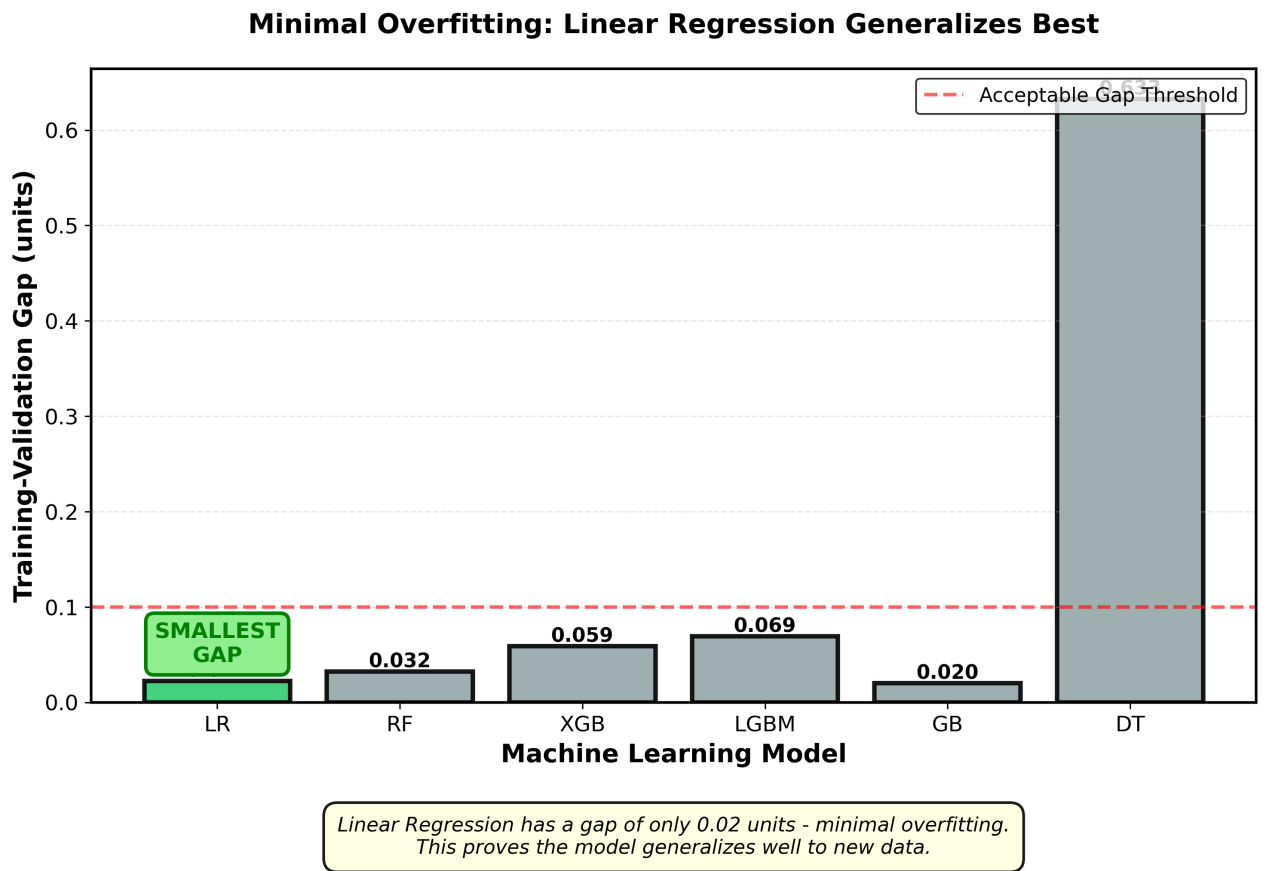 Minimal Overfitting: Linear Regression Generalizes Best
0.633
Acceptable Gap Threshold
Training-Validation Gap (units)
0.6
0.5
0.4
0.3
0.2
0.1
0.0
SMALLEST
GAP
0.032
0.059
0.069
0.020
LR
RF
XGB
LGBM
GB
DT
Machine Learning Model
Linear Regression has a gap of only 0.02 units - minimal overfitting.
This proves the model generalizes well to new data.